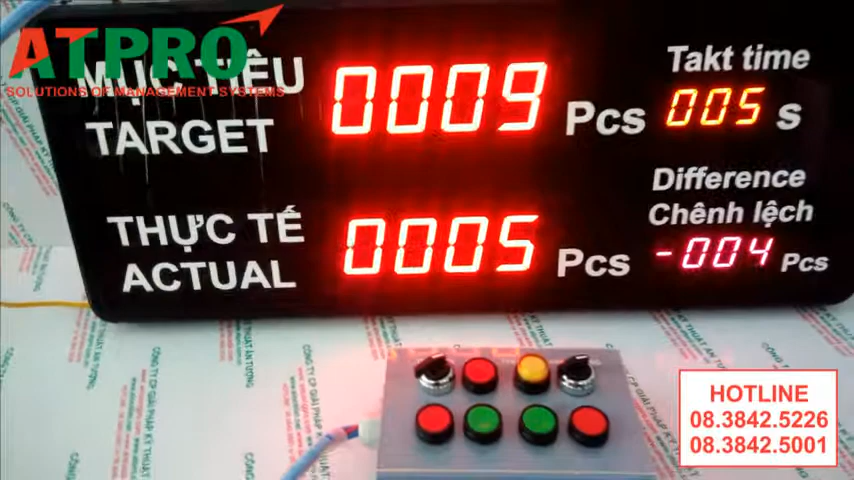 ATPRO
SOLUTIONS OF MANAGEMENT SYSTEMS
MỤC TIÊU
TARGET
0009 Pcs
THỰC TẾ
ACTUAL
0005 Pcs
Takt time
005 s
Difference
Chênh lệch
-004 Pcs
HOTLINE
08.3842.5226
08.3842.5001